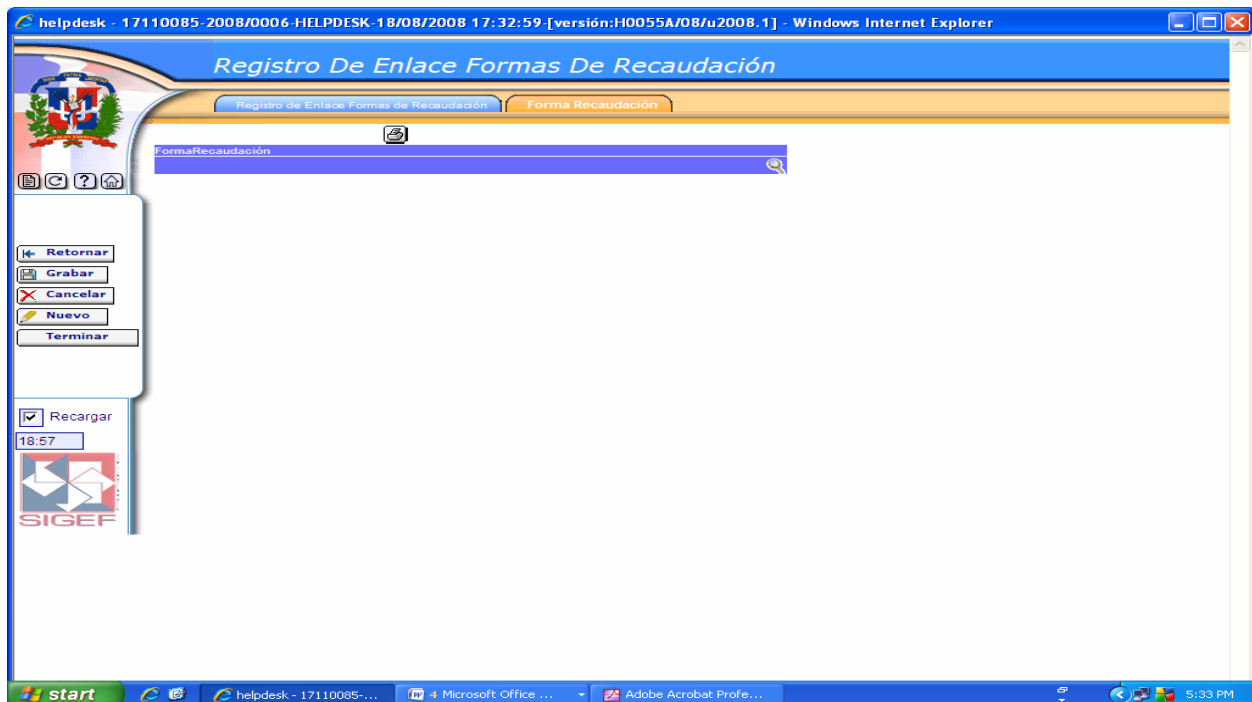 helpdesk - 17110085-2008/0006-HELPDESK-18/08/2008 17:32:59-[versión:H0055A/08/u2008.1] - Windows Internet Explorer
Registro De Enlace Formas De Recaudación
Registro de Enlace Formas de Recaudación
Forma Recaudación
FormaRecaudación
?
Retornar
Grabar
Cancelar
Nuevo
Terminar
Recargar
18:57
SIGEF
start
helpdesk - 17110085-...
4 Microsoft Office ...
Adobe Acrobat Profe...
5:33 PM